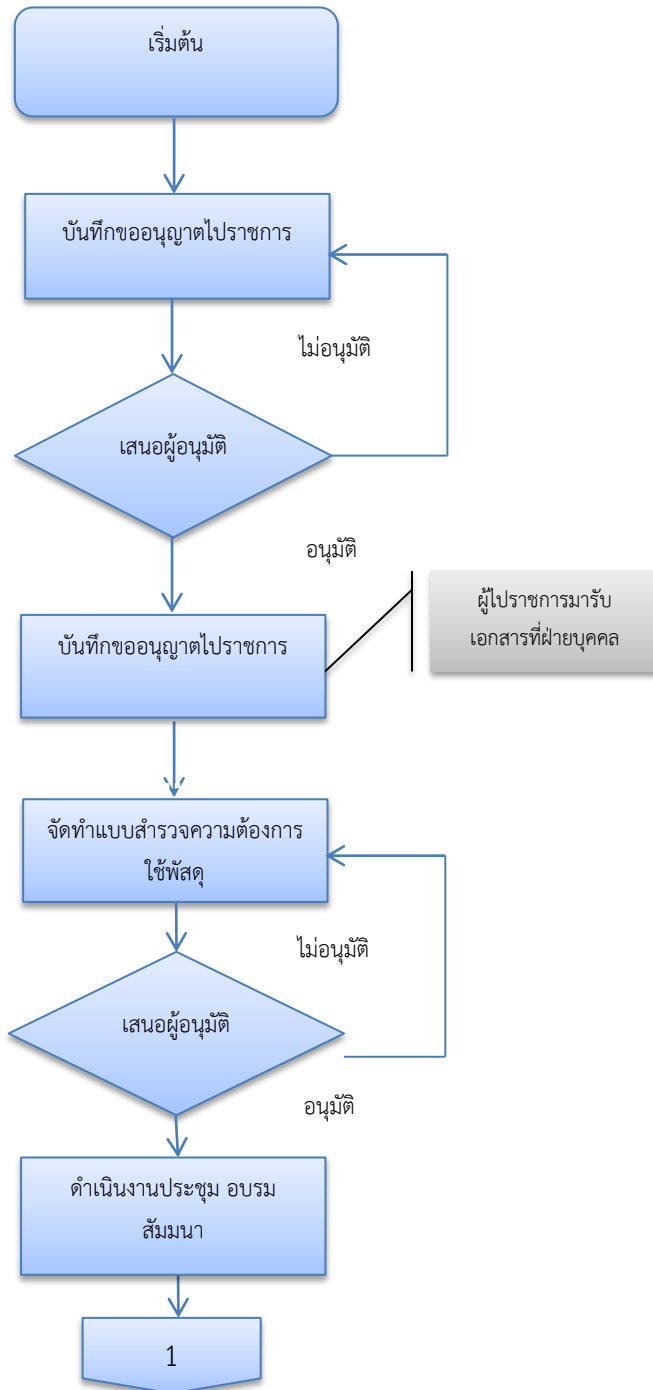 เริ่มต้น
บันทึกขออนุญาตไปราชการ
ไม่อนุมัติ
เสนอผู้อนุมัติ
อนุมัติ
ผู้ไปราชการมารับ
เอกสารที่ฝ่ายบุคคล
บันทึกขออนุญาตไปราชการ
จัดทำแบบสำรวจความต้องการ
ใช้พัสดุ
ไม่อนุมัติ
เสนอผู้อนุมัติ
อนุมัติ
ดำเนินงานประชุม อบรม
สัมมนา
1